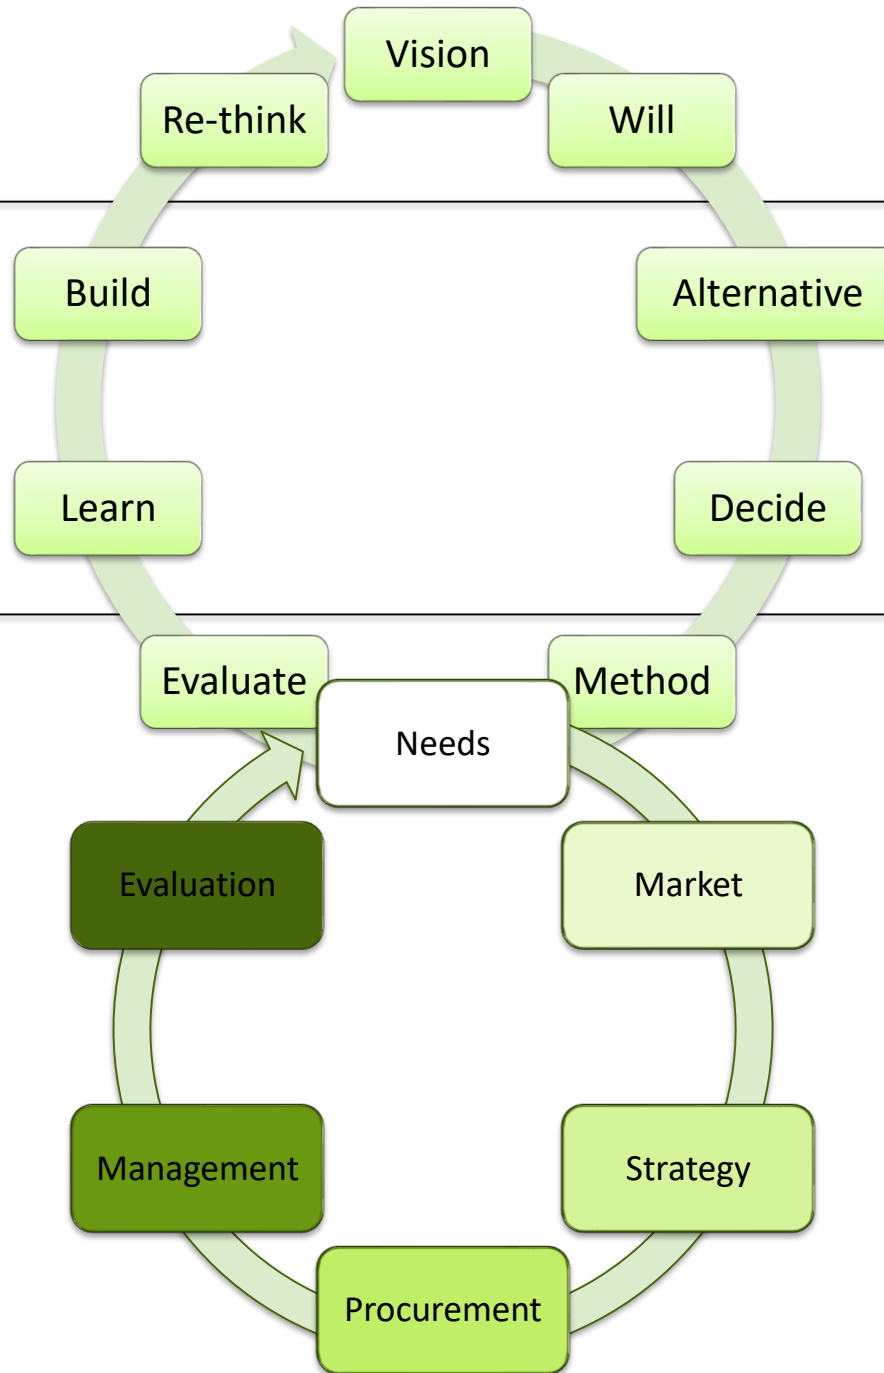 Vision
Re-think
Will
Build
Alternative
Learn
Decide
Evaluate
Method
Needs
Evaluation
Market
Management
Strategy
Procurement